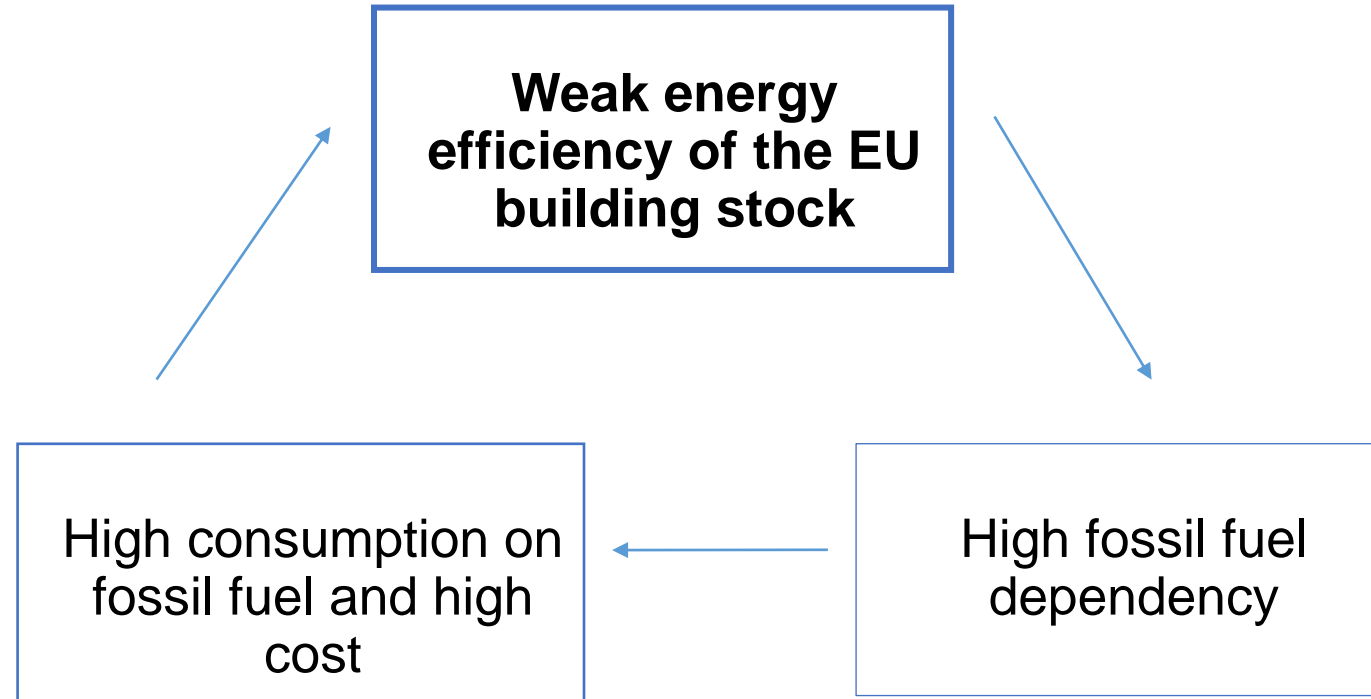 Weak energy
efficiency of the EU
building stock
High consumption on
fossil fuel and high
cost
High fossil fuel
dependency